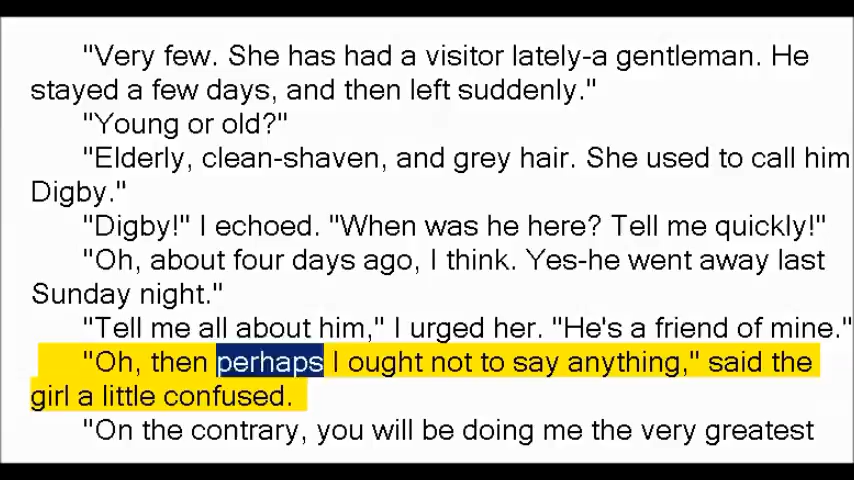 "Very few. She has had a visitor lately-a gentleman. He
stayed a few days, and then left suddenly."
"Young or old?"
"Elderly, clean-shaven, and grey hair. She used to call him
Digby."
"Digby!" I echoed. "When was he here? Tell me quickly!"
"Oh, about four days ago, I think. Yes-he went away last
Sunday night."
"Tell me all about him," I urged her. "He's a friend of mine."
"Oh, then perhaps I ought not to say anything," said the
girl a little confused.
"On the contrary, you will be doing me the very greatest